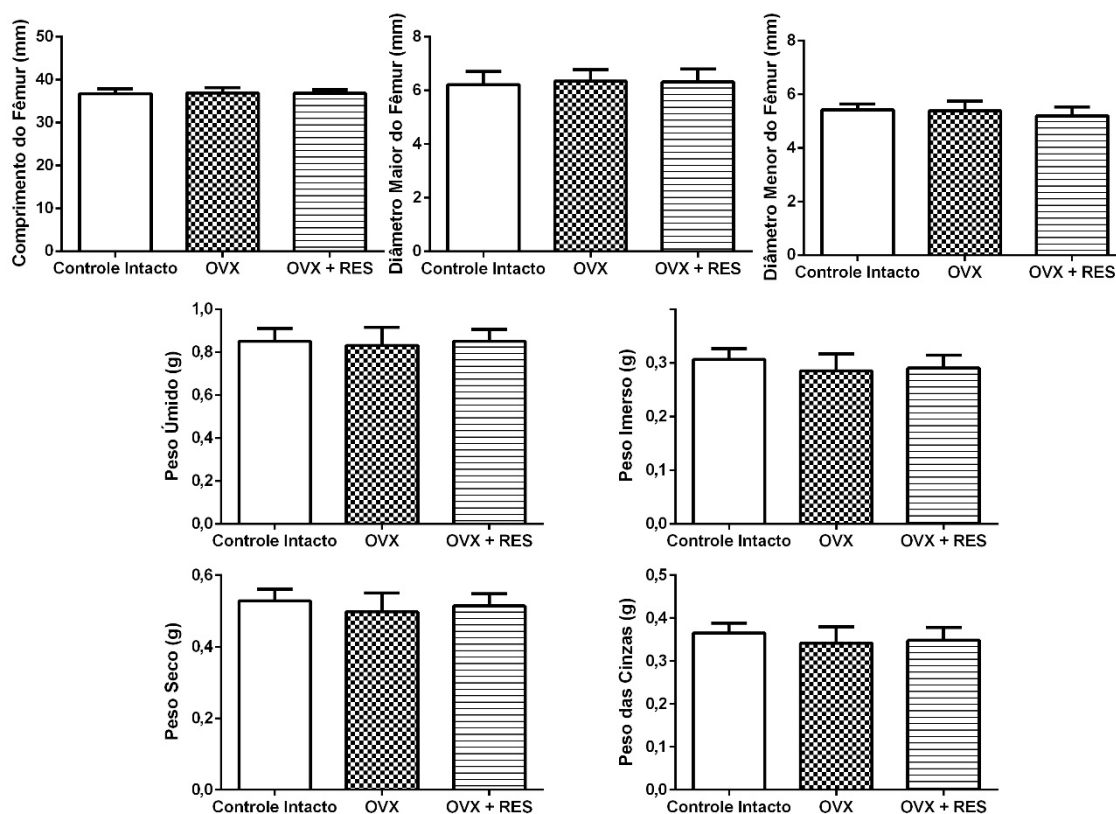 Comprimento do Fêmur (mm)
50
40
30
20
10
0
Controle Intacto OVX OVX + RES
Diâmetro Maior do Fêmur (mm)
8
6
4
2
0
Controle Intacto OVX OVX + RES
Diâmetro Menor do Fêmur (mm)
8
6
4
2
0
Controle Intacto OVX OVX + RES
Peso Úmido (g)
1,0
0,8
0,6
0,4
0,2
0,0
Controle Intacto OVX OVX + RES
Peso Imerso (g)
0,3
0,2
0,1
0,0
Controle Intacto OVX OVX + RES
Peso Seco (g)
0,6
0,4
0,2
0,0
Controle Intacto OVX OVX + RES
Peso das Cinzas (g)
0,5
0,3
0,3
0,1
0,1
0,0
Controle Intacto OVX OVX + RES